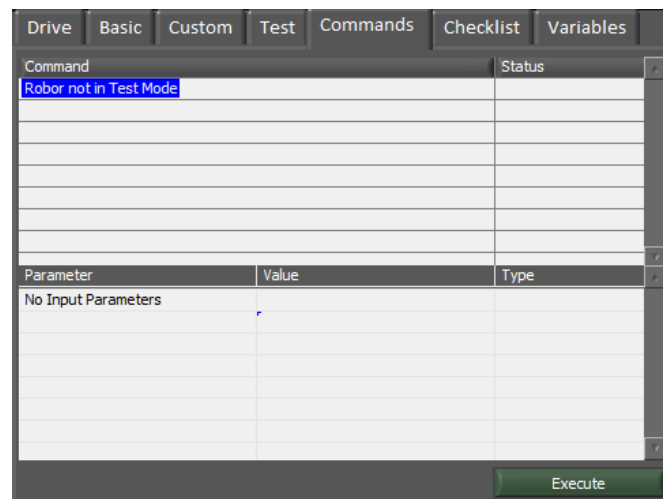 Drive Basic Custom Test Commands Checklist Variables
Command Status
Robor not in Test Mode
Parameter Value Type
No Input Parameters
Execute